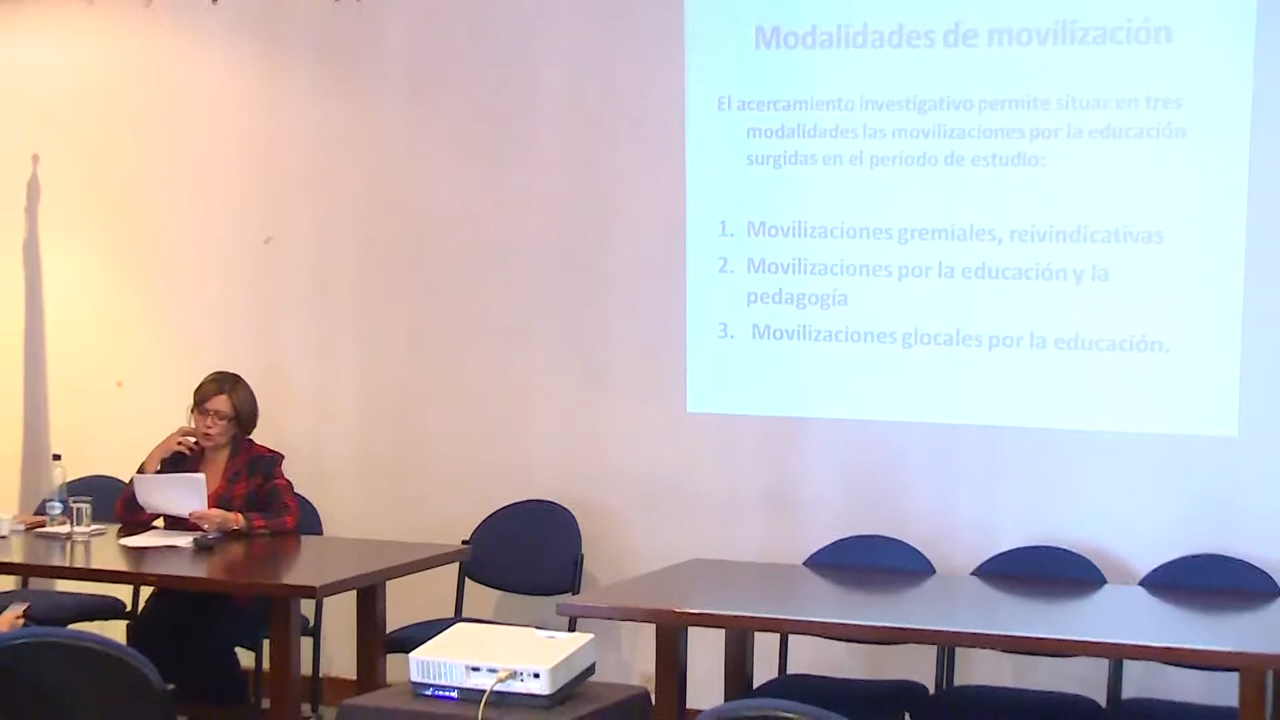 Modalidades de movilización
El acercamiento investigativo permite situar en tres
modalidades las movilizaciones por la educación
surgidas en el período de estudio:
1. Movilizaciones gremiales, reivindicativas
2. Movilizaciones por la educación y la
pedagogía
3. Movilizaciones glocales por la educación.